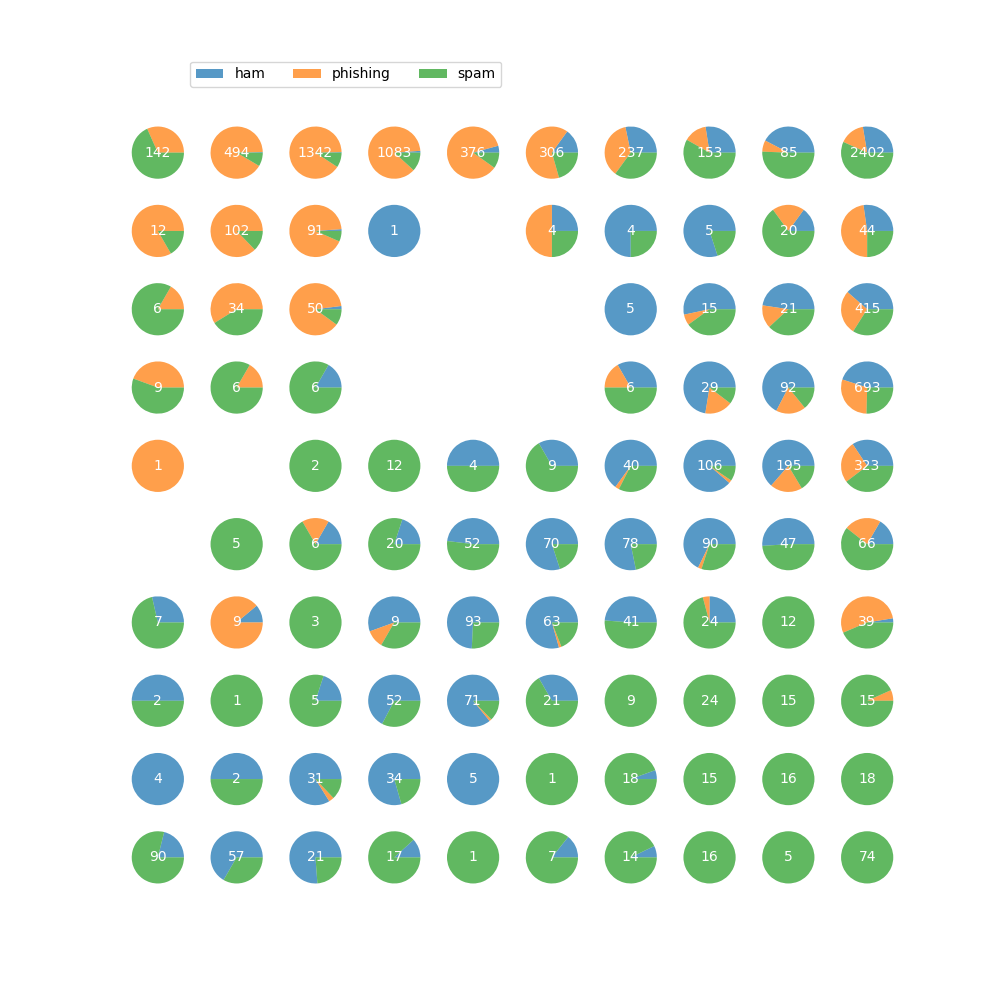 ham phishing spam
142 494 1342 1083 376 306 237 153 85 2402
12 102 91 1 4 4 5 20 44
6 34 50 5 15 21 415
9 6 6 6 29 92 693
1 2 12 4 9 40 106 195 323
5 6 20 52 70 78 90 47 66
7 9 3 9 93 63 41 24 12 39
2 1 5 52 71 21 9 24 15 15
4 2 31 34 5 1 18 15 16 18
90 57 21 17 1 7 14 16 5 74